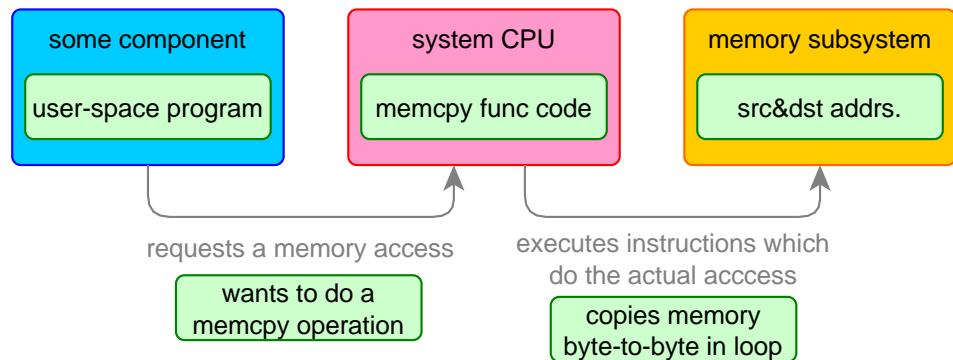 some component
user-space program
system CPU
memcpy func code
memory subsystem
src&dst addrs.
requests a memory access
wants to do a
memcpy operation
executes instructions which
do the actual acccess
copies memory
byte-to-byte in loop